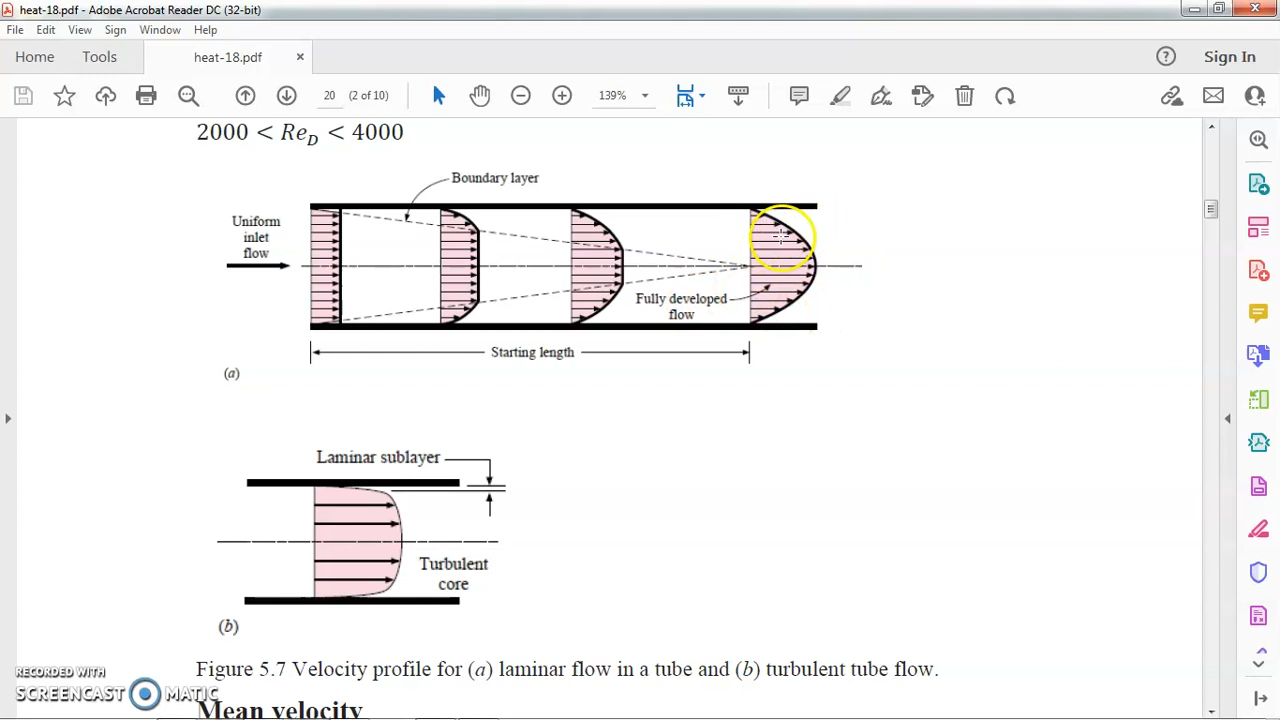 heat-18.pdf - Adobe Acrobat Reader DC (32-bit)
File Edit View Sign Window Help
Home Tools heat-18.pdf × Sign In
20 (2 of 10) 139%
2000 < Re_D < 4000
Boundary layer
Uniform
inlet
flow
Fully developed
flow
Starting length
(a)
Laminar sublayer
Turbulent
core
(b)
Figure 5.7 Velocity profile for (a) laminar flow in a tube and (b) turbulent tube flow.
Mean velocity
RECORDED WITH
SCREENCAST MATIC